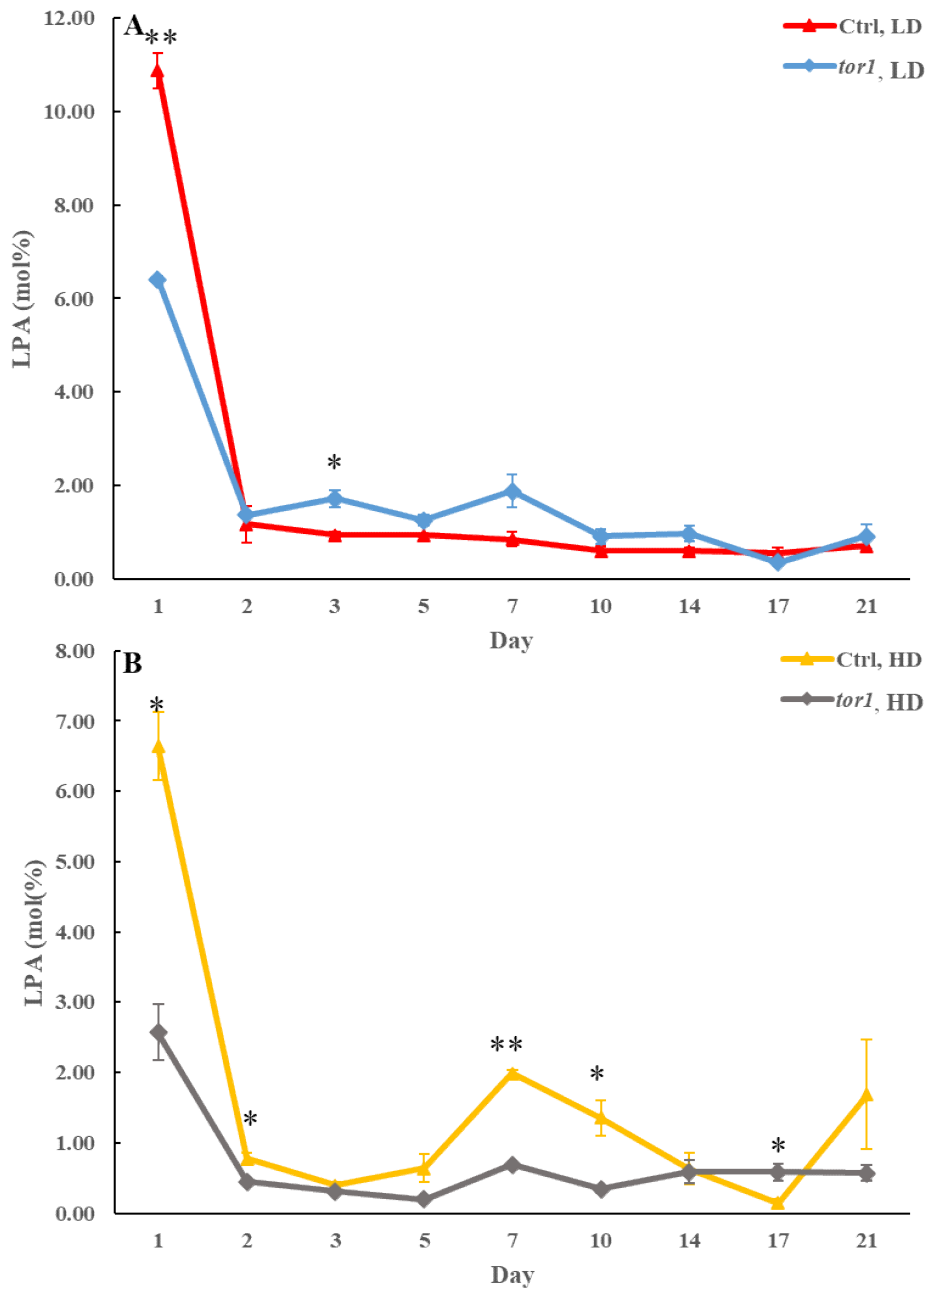 A
**
Ctrl, LD
tor1, LD
12.00
10.00
8.00
6.00
4.00
2.00
0.00
LPA (mol%)
*
1 2 3 5 7 10 14 17 21
Day
B
*
Ctrl, HD
tor1, HD
8.00
7.00
6.00
5.00
4.00
3.00
2.00
1.00
0.00
LPA (mol(%)
*
**
*
*
1 2 3 5 7 10 14 17 21
Day